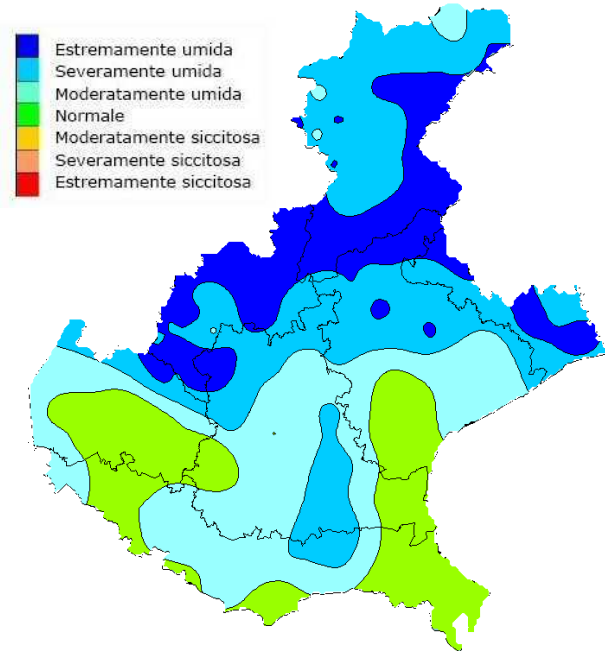 Estremamente umida
Severamente umida
Moderatamente umida
Normale
Moderatamente siccitosa
Severamente siccitosa
Estremamente siccitosa